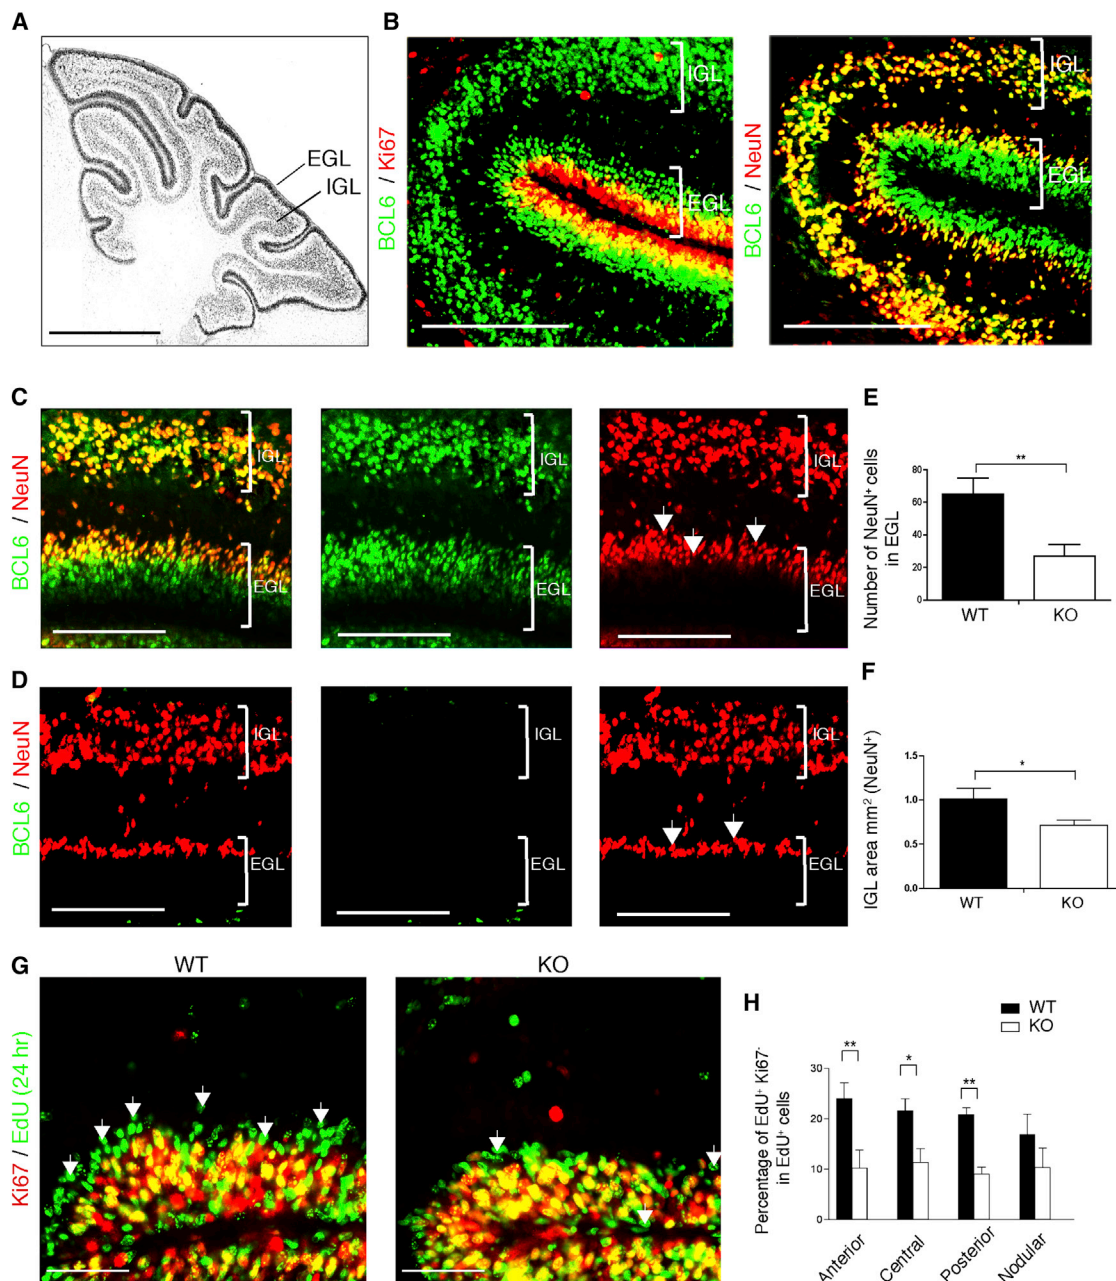 A
EGL
IGL
B
BCL6 / Ki67
IGL
EGL
BCL6 / NeuN
IGL
EGL
C
BCL6 / NeuN
IGL
EGL
IGL
EGL
IGL
EGL
D
BCL6 / NeuN
IGL
EGL
IGL
EGL
IGL
EGL
E
Number of NeuN⁺ cells
in EGL
80
60
40
20
0
**
WT
KO
F
IGL area mm² (NeuN⁺)
1.5
1.0
0.5
0.0
*
WT
KO
G
WT
KO
Ki67 / EdU (24 hr)
H
WT
KO
Percentage of EdU⁺ Ki67⁻
in EdU⁺ cells
30
20
10
0
**
*
**
Anterior
Central
Posterior
Nodular